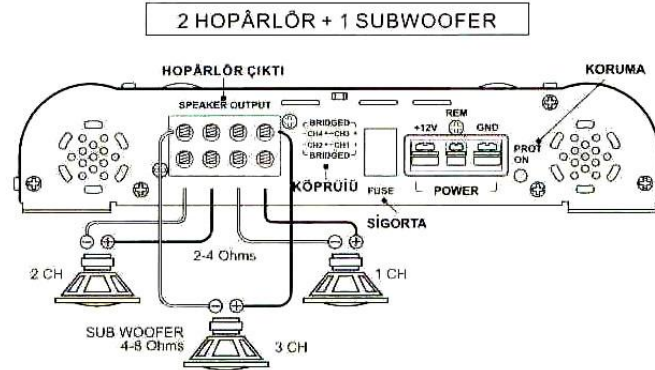 2 HOPÂRLÖR + 1 SUBWOOFER
HOPÂRLÖR ÇIKTI
KORUMA
SPEAKER OUTPUT
BRIDGED
CH4 + - CH3 +
CH2 + - CH1
BRIDGED
REM
+12V
GND
PROT
ON
KÖPRÜIÜ
FUSE
POWER
SİGORTA
2-4 Ohms
2 CH
1 CH
SUB WOOFER
4-8 Ohms
3 CH